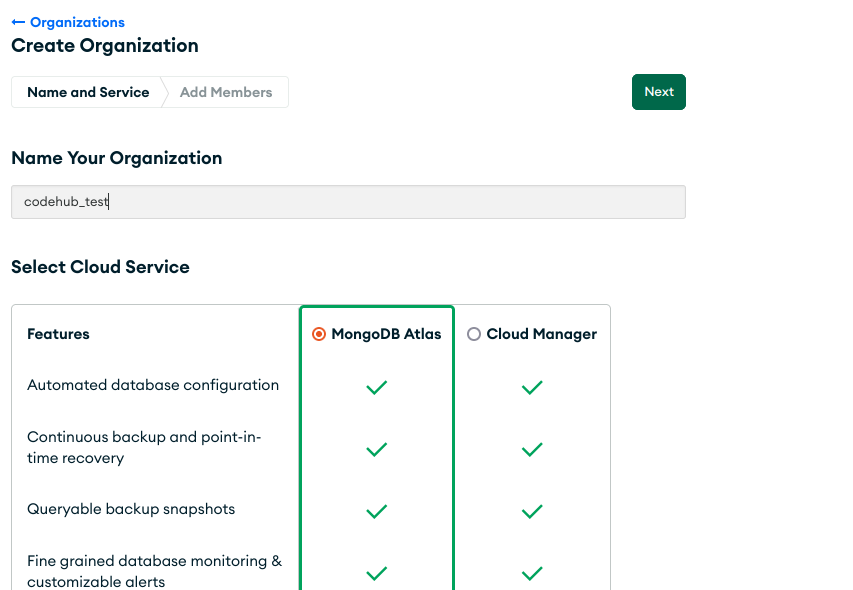 ← Organizations
Create Organization
Name and Service
Add Members
Next
Name Your Organization
codehub_test
Select Cloud Service
Features
MongoDB Atlas
Cloud Manager
Automated database configuration
Continuous backup and point-in-
time recovery
Queryable backup snapshots
Fine grained database monitoring &
customizable alerts